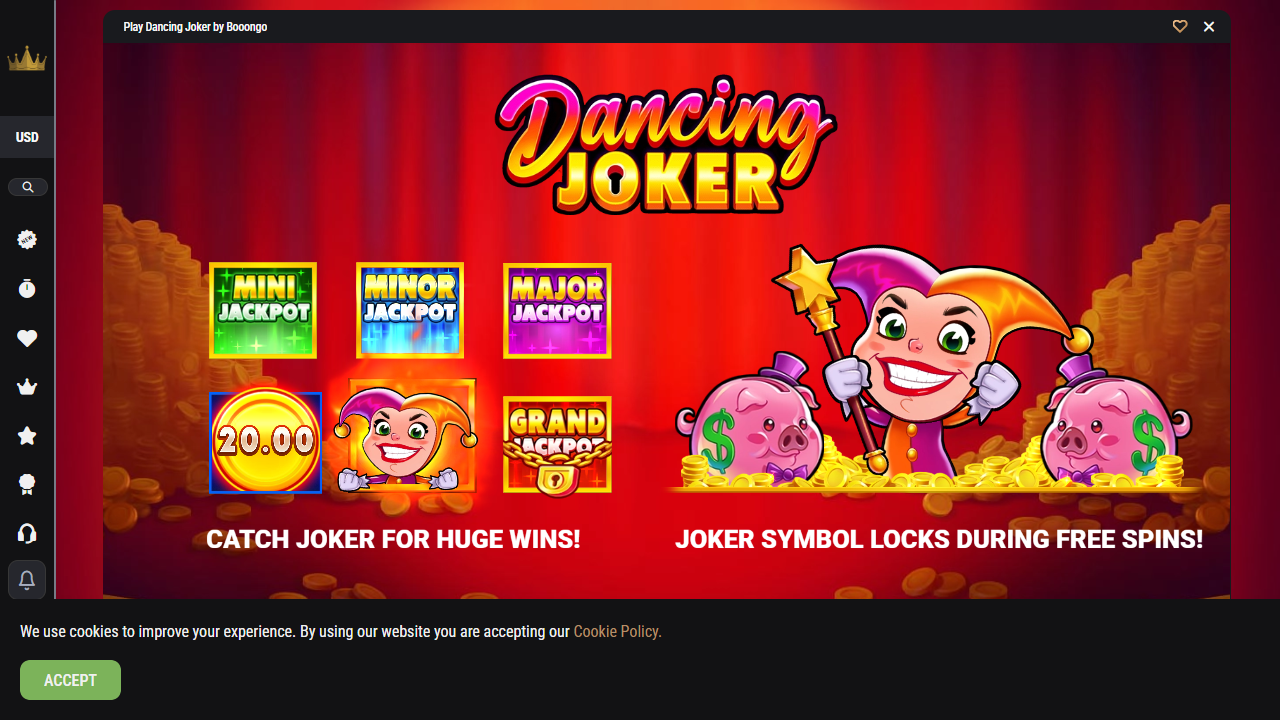 Play Dancing Joker by Booongo
USD
NEW
Dancing
JOKER
MINI
JACKPOT
MINOR
JACKPOT
MAJOR
JACKPOT
20.00
GRAND
JACKPOT
$
$
CATCH JOKER FOR HUGE WINS!
JOKER SYMBOL LOCKS DURING FREE SPINS!
We use cookies to improve your experience. By using our website you are accepting our Cookie Policy.
ACCEPT